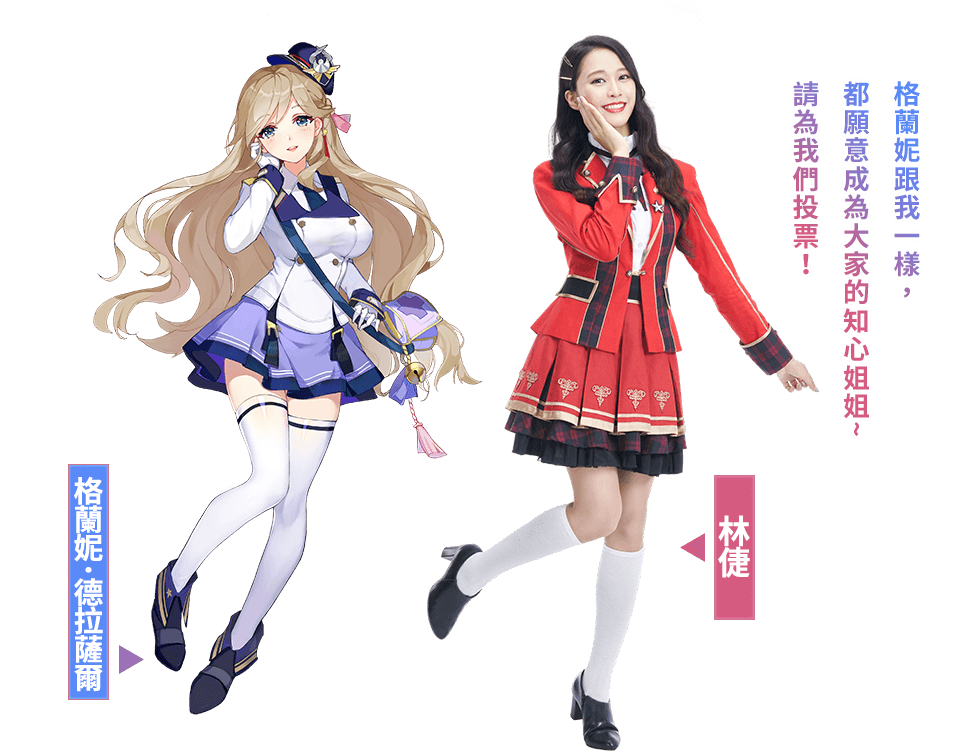 格蘭妮跟我一樣，
都願意成為大家的知心姐姐~
請為我們投票！
林倢
格蘭妮·德拉薩爾